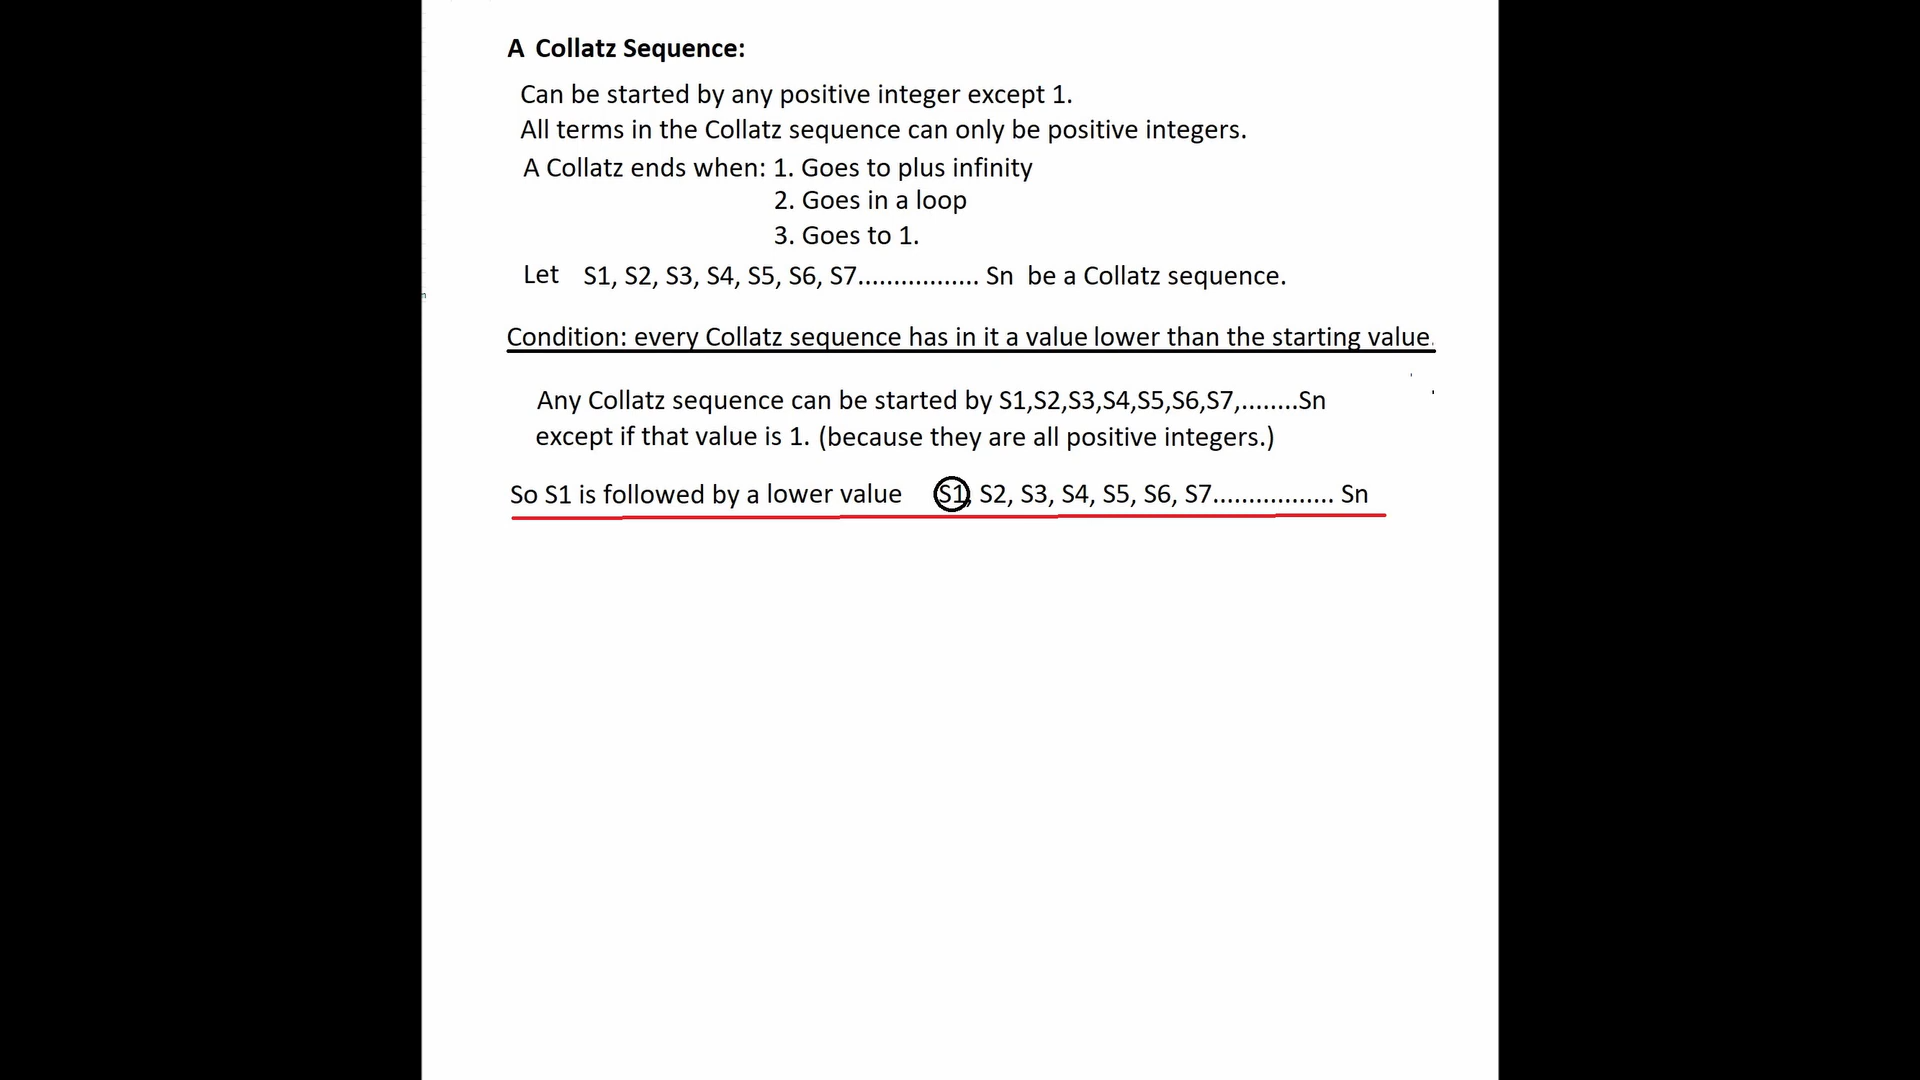 A Collatz Sequence:
Can be started by any positive integer except 1.
All terms in the Collatz sequence can only be positive integers.
A Collatz ends when: 1. Goes to plus infinity
2. Goes in a loop
3. Goes to 1.
Let S1, S2, S3, S4, S5, S6, S7................. Sn be a Collatz sequence.
Condition: every Collatz sequence has in it a value lower than the starting value.
Any Collatz sequence can be started by S1,S2,S3,S4,S5,S6,S7,........Sn
except if that value is 1. (because they are all positive integers.)
So S1 is followed by a lower value S1, S2, S3, S4, S5, S6, S7................. Sn